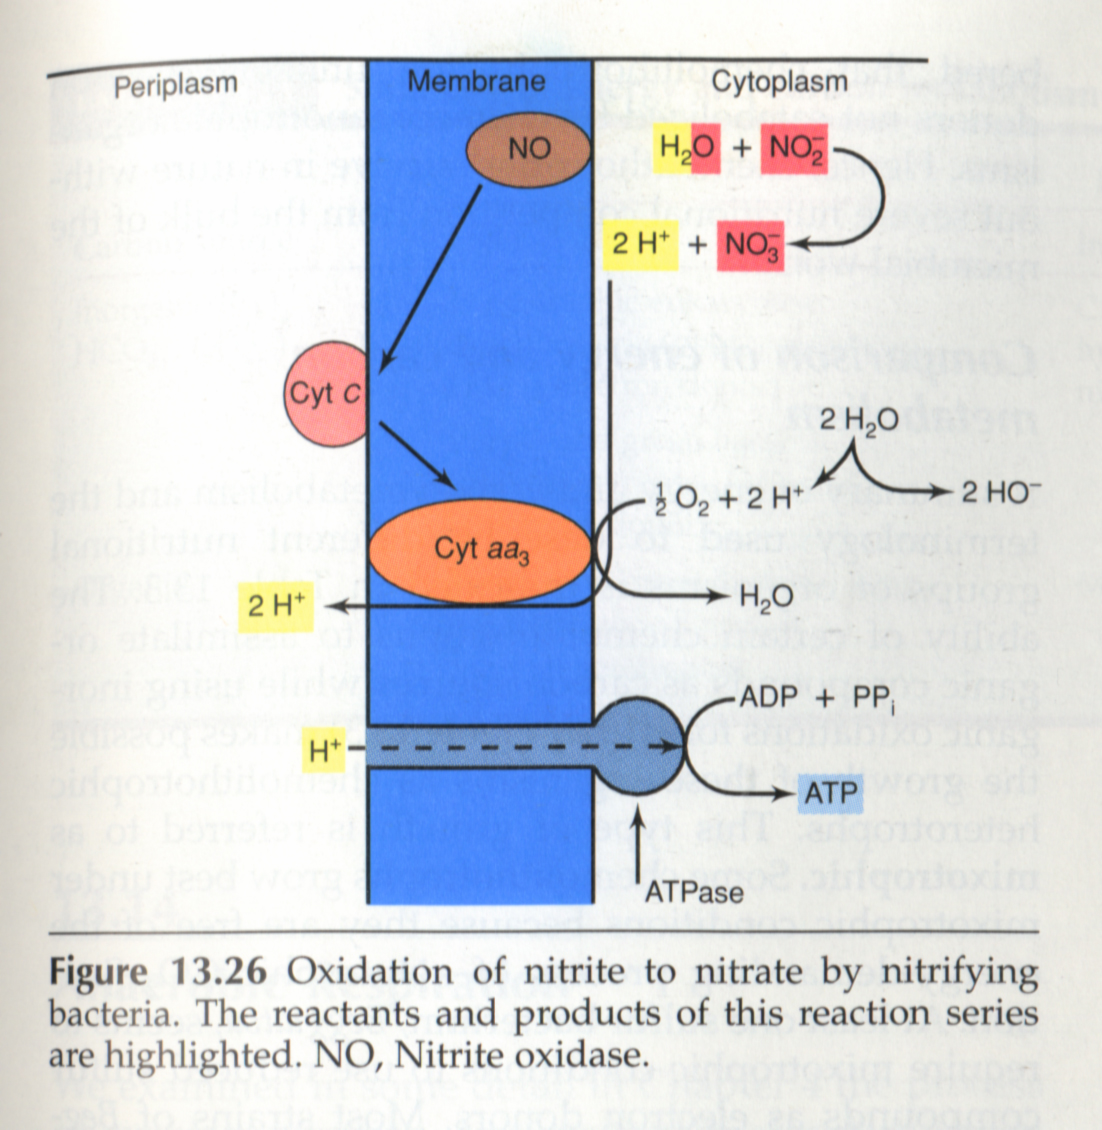 Periplasm
Membrane
Cytoplasm
NO
H₂O + NO₂⁻
2 H⁺ + NO₃⁻
Cyt c
2 H₂O
½ O₂ + 2 H⁺
2 HO⁻
Cyt aa₃
2 H⁺
H₂O
ADP + PPᵢ
H⁺
ATP
ATPase
Figure 13.26 Oxidation of nitrite to nitrate by nitrifying
bacteria. The reactants and products of this reaction series
are highlighted. NO, Nitrite oxidase.